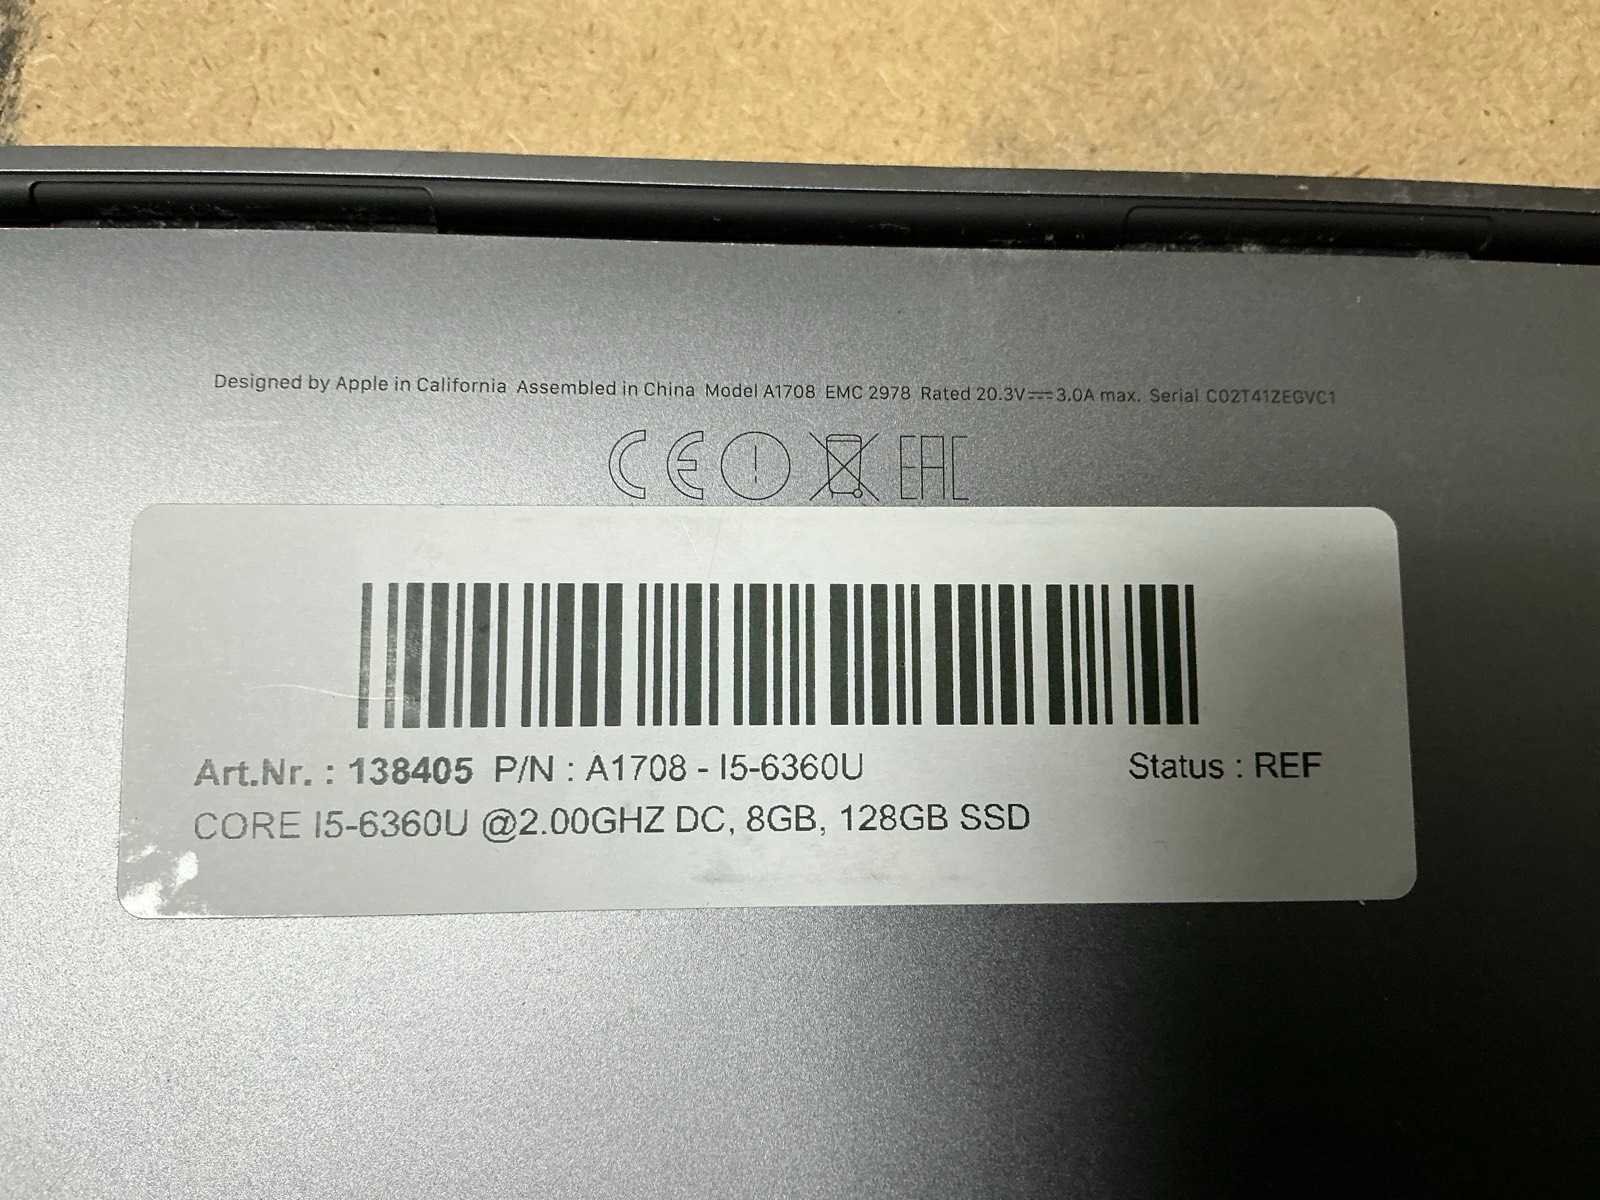 Designed by Apple in California Assembled in China Model A1708 EMC 2978 Rated 20.3V⎓3.0A max. Serial C02T41ZEGVC1
CE EAC
Art.Nr. : 138405 P/N : A1708 - I5-6360U Status : REF
CORE I5-6360U @2.00GHZ DC, 8GB, 128GB SSD